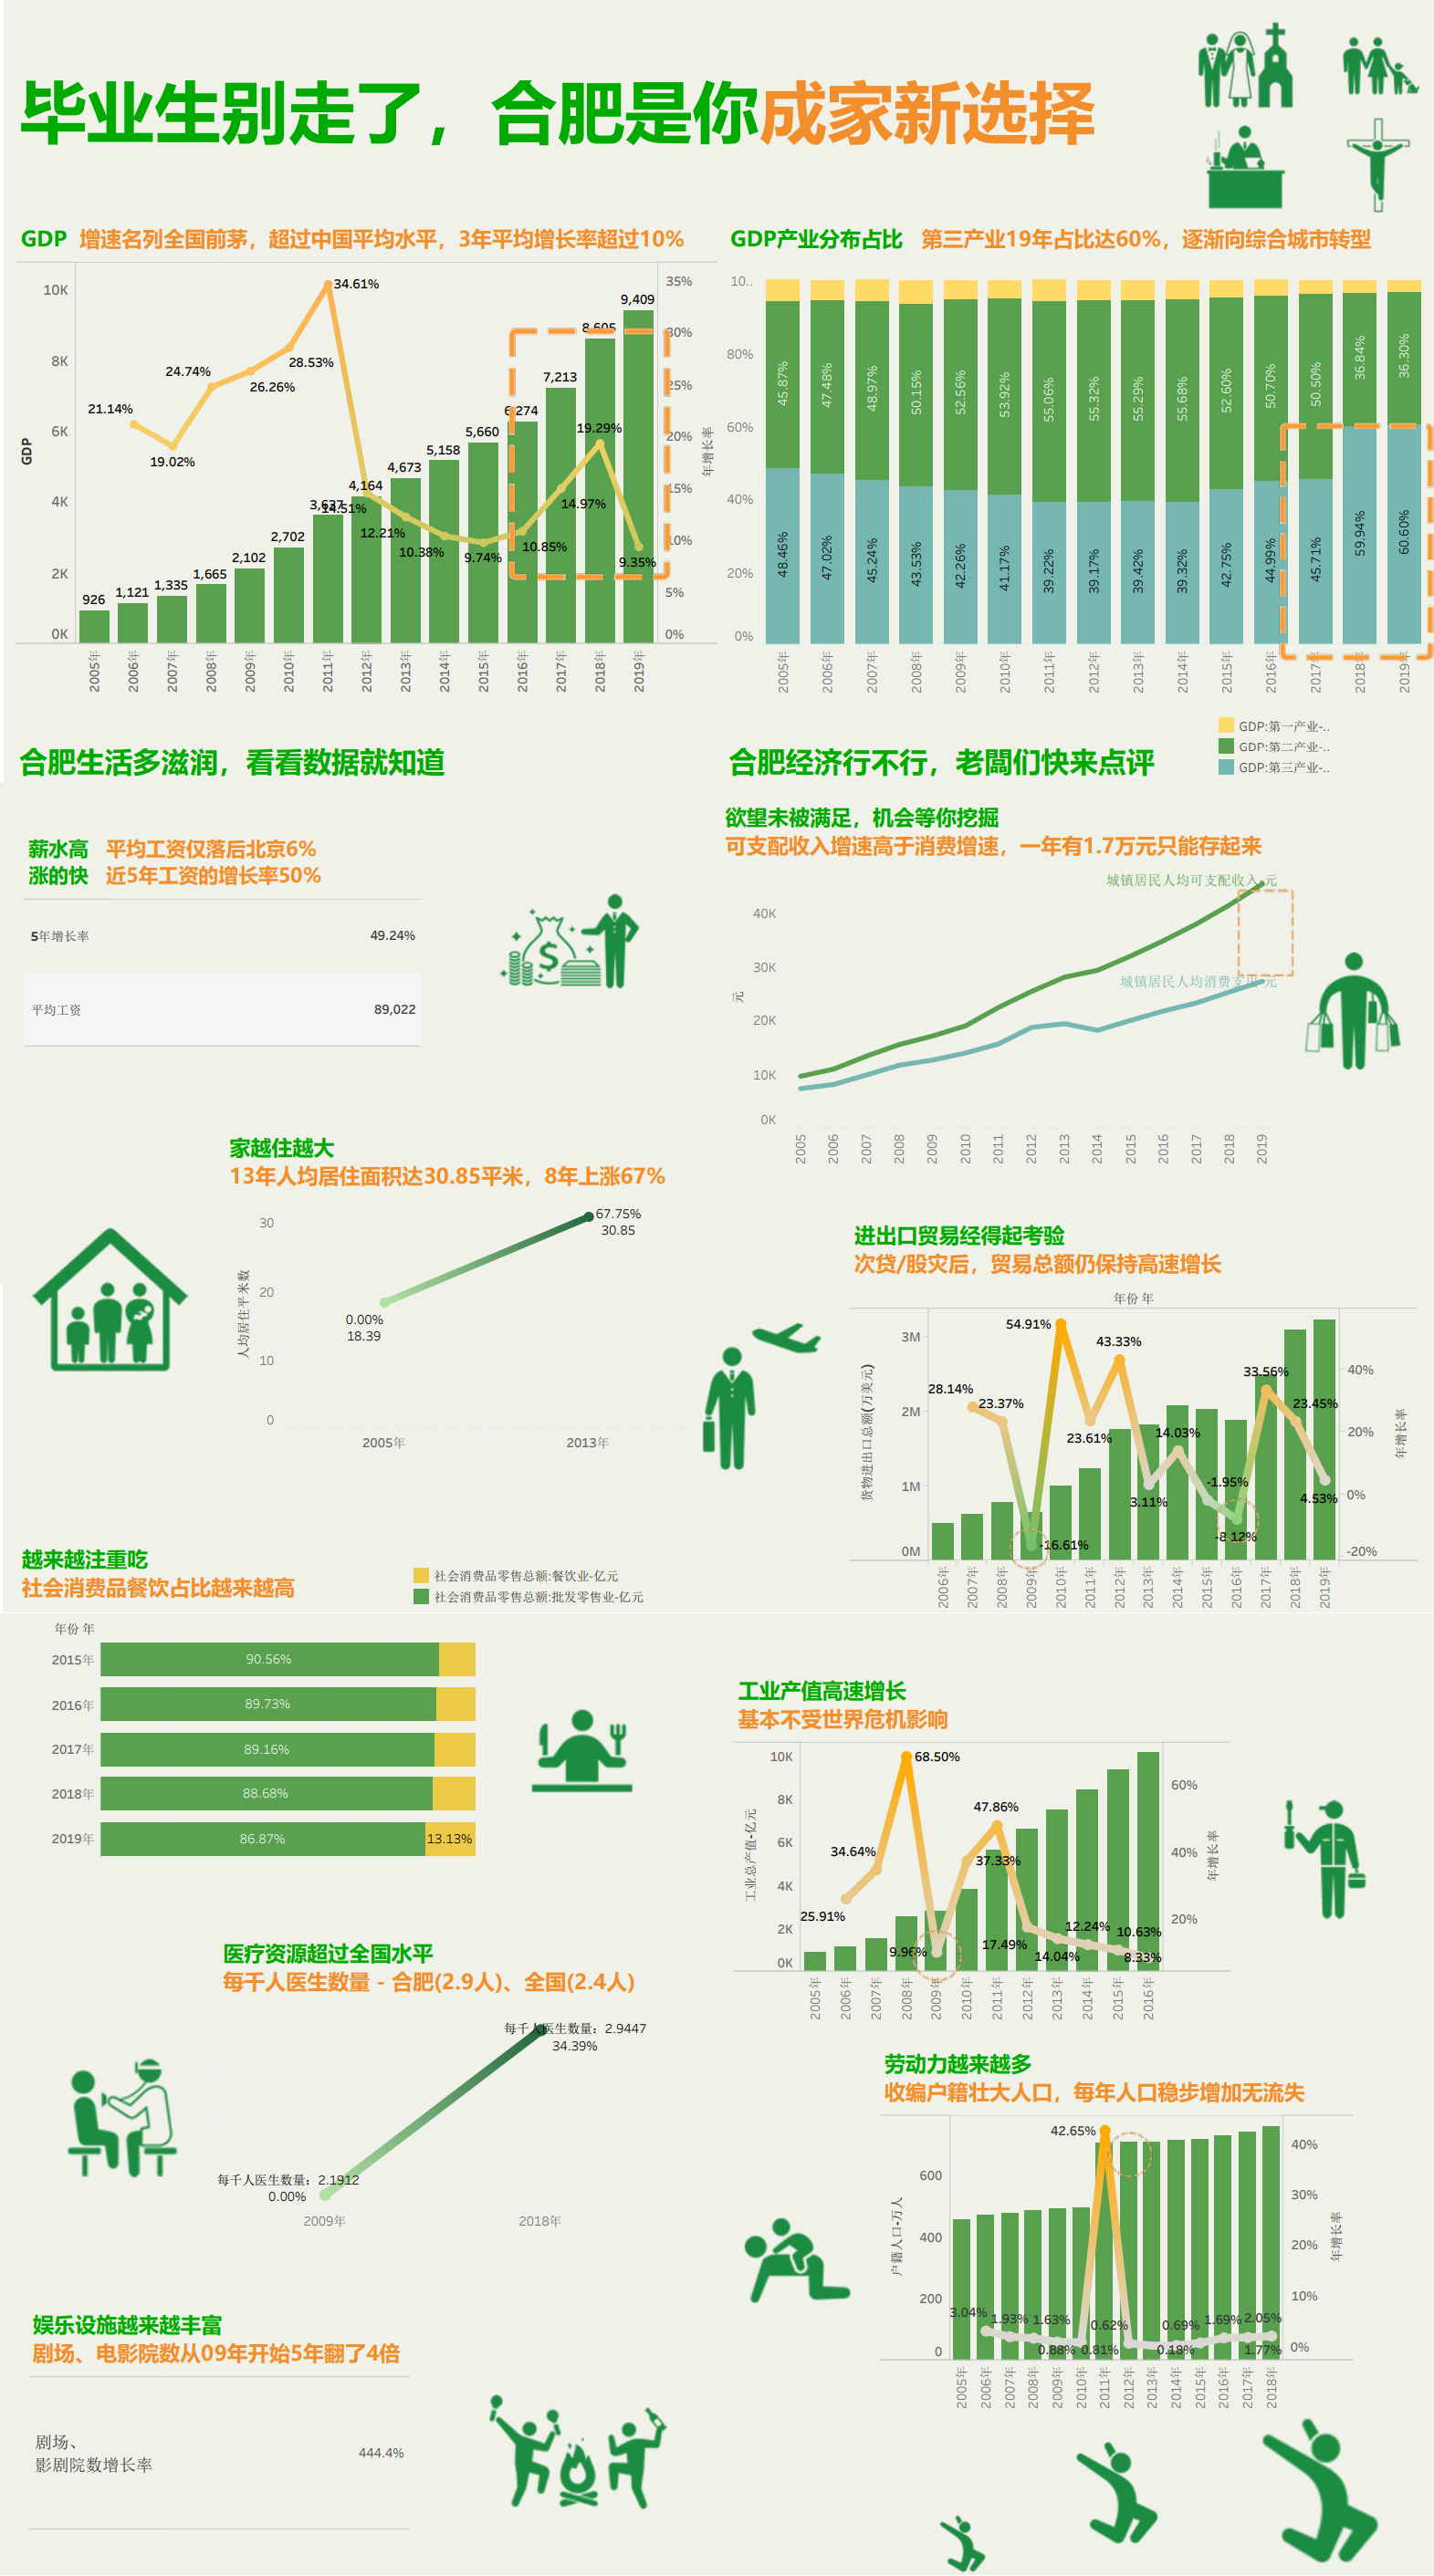 毕业生别走了，合肥是你成家新选择
GDP 增速名列全国前茅，超过中国平均水平，3年平均增长率超过10%
10K
8K
6K
4K
2K
0K
GDP
35%
30%
25%
20%
15%
10%
5%
0%
年增长率
21.14%
19.02%
24.74%
26.26%
28.53%
34.61%
14.51%
12.21%
10.38%
9.74%
10.85%
14.97%
19.29%
9.35%
926
1,121
1,335
1,665
2,102
2,702
3,627
4,164
4,673
5,158
5,660
6,274
7,213
8,605
9,409
2005年
2006年
2007年
2008年
2009年
2010年
2011年
2012年
2013年
2014年
2015年
2016年
2017年
2018年
2019年
GDP产业分布占比 第三产业19年占比达60%，逐渐向综合城市转型
10..
80%
60%
40%
20%
0%
45.87%
47.48%
48.97%
50.15%
52.56%
53.92%
55.06%
55.32%
55.29%
55.68%
52.60%
50.70%
50.50%
36.84%
36.30%
48.46%
47.02%
45.24%
43.53%
42.26%
41.17%
39.22%
39.17%
39.42%
39.32%
42.75%
44.99%
45.71%
59.94%
60.60%
2005年
2006年
2007年
2008年
2009年
2010年
2011年
2012年
2013年
2014年
2015年
2016年
2017年
2018年
2019年
GDP:第一产业-..
GDP:第二产业-..
GDP:第三产业-..
合肥生活多滋润，看看数据就知道
薪水高 平均工资仅落后北京6%
涨的快 近5年工资的增长率50%
5年增长率 49.24%
平均工资 89,022
家越住越大
13年人均居住面积达30.85平米，8年上涨67%
30
20
10
0
人均居住平米数
67.75%
30.85
0.00%
18.39
2005年
2013年
越来越注重吃
社会消费品餐饮占比越来越高
社会消费品零售总额:餐饮业-亿元
社会消费品零售总额:批发零售业-亿元
年份 年
2015年 90.56%
2016年 89.73%
2017年 89.16%
2018年 88.68%
2019年 86.87% 13.13%
医疗资源超过全国水平
每千人医生数量 - 合肥(2.9人)、全国(2.4人)
每千人医生数量：2.9447
34.39%
每千人医生数量：2.1912
0.00%
2009年
2018年
娱乐设施越来越丰富
剧场、电影院数从09年开始5年翻了4倍
剧场、
影剧院数增长率
444.4%
合肥经济行不行，老闆们快来点评
欲望未被满足，机会等你挖掘
可支配收入增速高于消费增速，一年有1.7万元只能存起来
城镇居民人均可支配收入 元
城镇居民人均消费支出 元
40K
30K
20K
10K
0K
元
2005
2006
2007
2008
2009
2010
2011
2012
2013
2014
2015
2016
2017
2018
2019
进出口贸易经得起考验
次贷/股灾后，贸易总额仍保持高速增长
年份 年
3M
2M
1M
0M
货物进出口总额(万美元)
28.14%
23.37%
-16.61%
54.91%
23.61%
43.33%
3.11%
14.03%
-1.95%
-8.12%
33.56%
23.45%
4.53%
40%
20%
0%
-20%
年增长率
2006年
2007年
2008年
2009年
2010年
2011年
2012年
2013年
2014年
2015年
2016年
2017年
2018年
2019年
工业产值高速增长
基本不受世界危机影响
10K
8K
6K
4K
2K
0K
工业总产值-亿元
25.91%
34.64%
68.50%
9.96%
37.33%
47.86%
17.49%
14.04%
12.24%
10.63%
8.33%
60%
40%
20%
年增长率
2005年
2006年
2007年
2008年
2009年
2010年
2011年
2012年
2013年
2014年
2015年
2016年
劳动力越来越多
收编户籍壮大人口，每年人口稳步增加无流失
600
400
200
0
户籍人口-万人
42.65%
3.04%
1.93%
1.63%
0.88%
0.81%
0.62%
0.18%
0.69%
1.69%
2.05%
1.77%
40%
30%
20%
10%
0%
年增长率
2005年
2006年
2007年
2008年
2009年
2010年
2011年
2012年
2013年
2014年
2015年
2016年
2017年
2018年